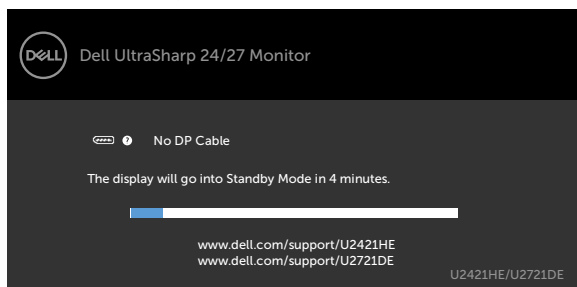 DELL
Dell UltraSharp 24/27 Monitor
? No DP Cable
The display will go into Standby Mode in 4 minutes.
www.dell.com/support/U2421HE
www.dell.com/support/U2721DE
U2421HE/U2721DE